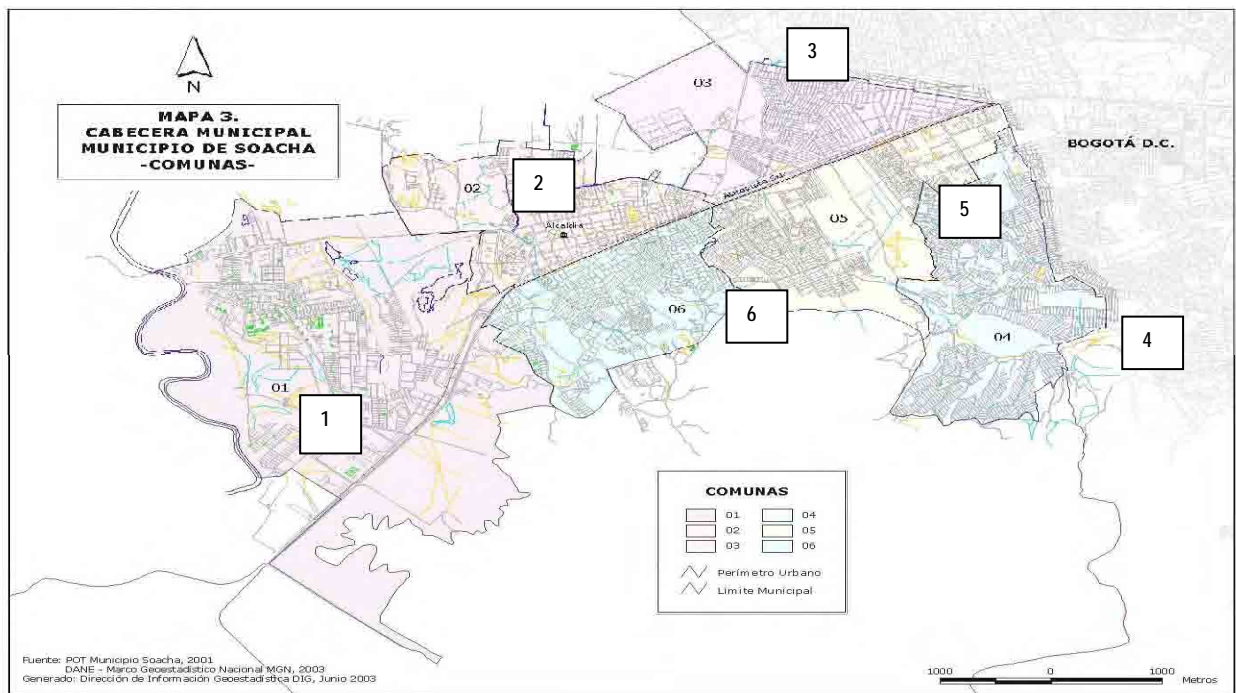 N
MAPA 3.
CABECERA MUNICIPAL
MUNICIPIO DE SOACHA
-COMUNAS-
3
03
BOGOTÁ D.C.
2
02
Autopista Sur
5
05
Alcaldía
6
06
04
4
01
1
COMUNAS
01 04
02 05
03 06
Perímetro Urbano
Límite Municipal
Fuente: POT Municipio Soacha, 2001
DANE - Marco Geoestadístico Nacional MGN, 2003
Generado: Dirección de Información Geoestadística DIG, Junio 2003
1000 0 1000 Metros